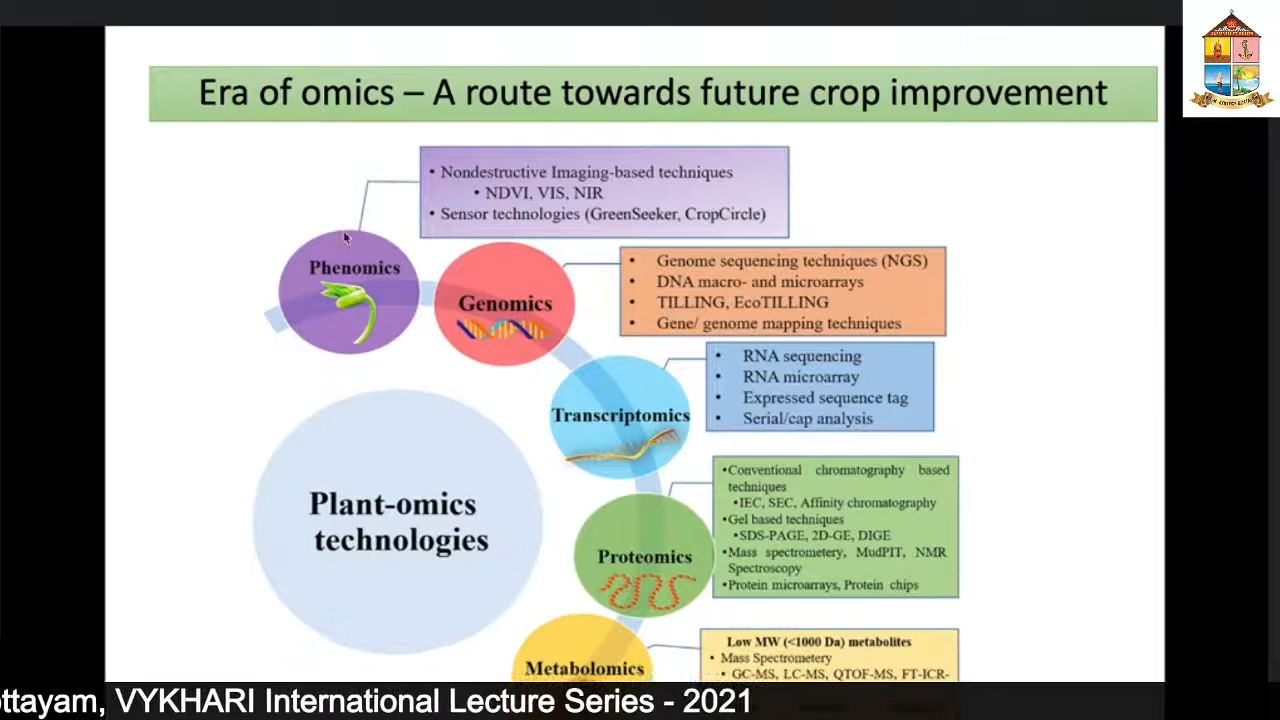 Era of omics – A route towards future crop improvement
• Nondestructive Imaging-based techniques
• NDVI, VIS, NIR
• Sensor technologies (GreenSeeker, CropCircle)
Phenomics
Genomics
• Genome sequencing techniques (NGS)
• DNA macro- and microarrays
• TILLING, EcoTILLING
• Gene/ genome mapping techniques
Transcriptomics
• RNA sequencing
• RNA microarray
• Expressed sequence tag
• Serial/cap analysis
Plant-omics
technologies
Proteomics
•Conventional chromatography based
techniques
•IEC, SEC, Affinity chromatography
•Gel based techniques
•SDS-PAGE, 2D-GE, DIGE
•Mass spectrometery, MudPIT, NMR
Spectroscopy
•Protein microarrays, Protein chips
Metabolomics
Low MW (<1000 Da) metabolites
• Mass Spectrometry
• GC-MS, LC-MS, QTOF-MS, FT-ICR-
ottayam, VYKHARI International Lecture Series - 2021